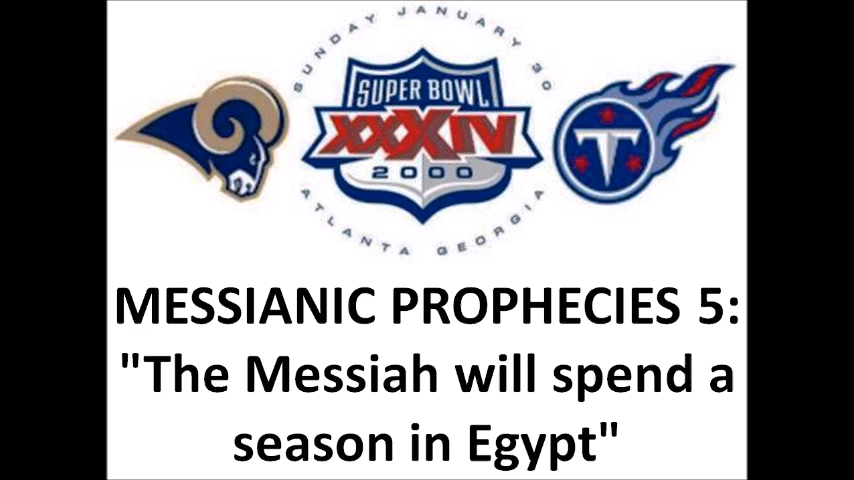 SUNDAY JANUARY 30
SUPER BOWL
XXXIV
2000
T
ATLANTA GEORGIA
MESSIANIC PROPHECIES 5:
"The Messiah will spend a
season in Egypt"